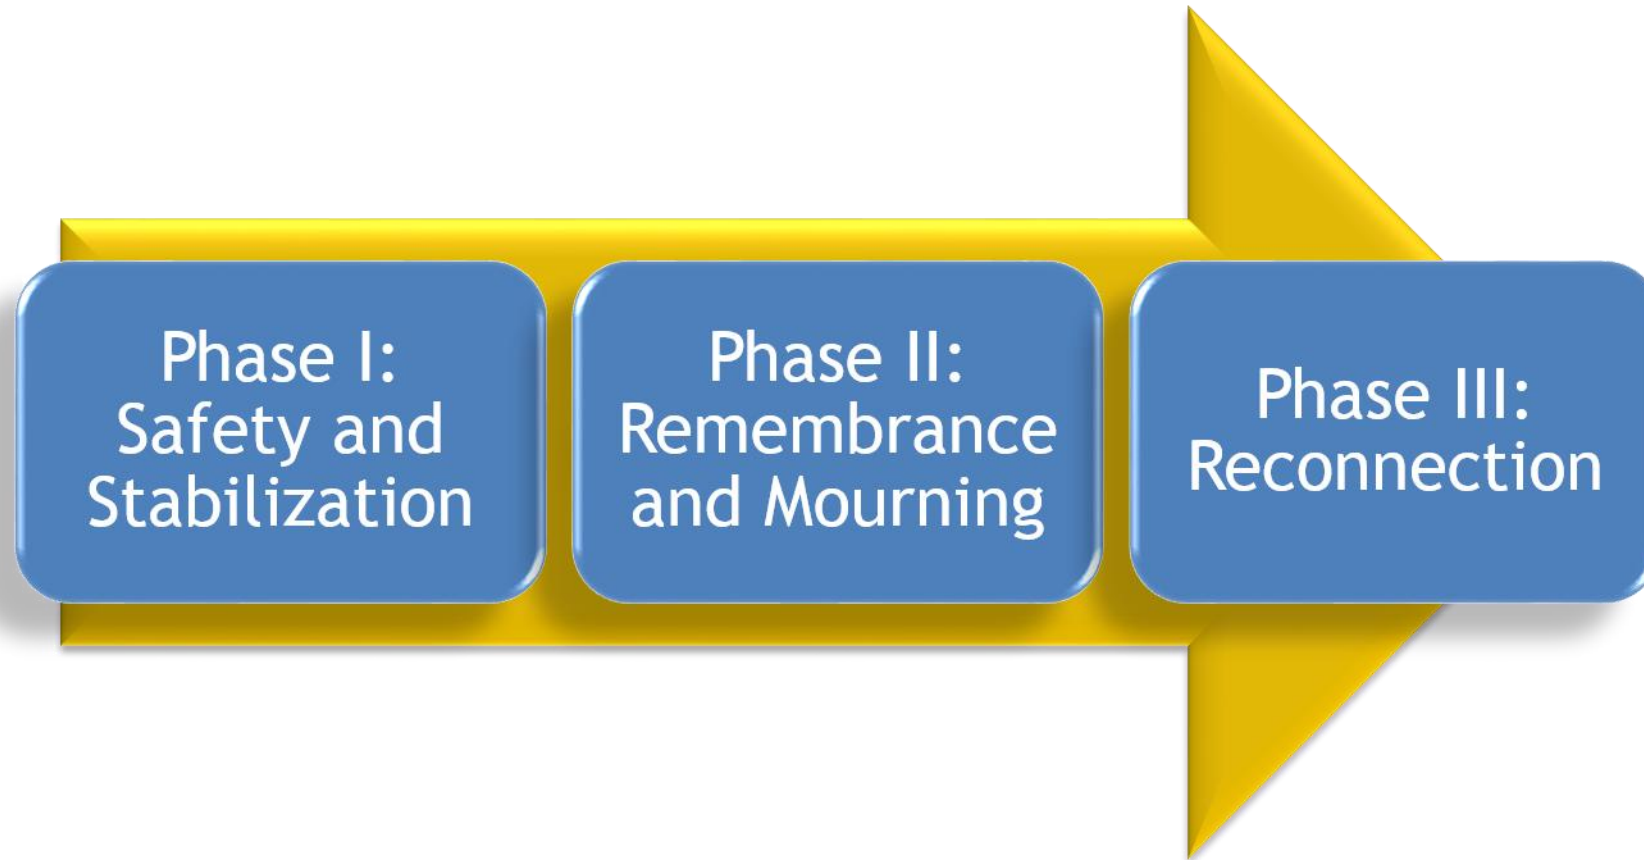 Phase I:
Safety and
Stabilization
Phase II:
Remembrance
and Mourning
Phase III:
Reconnection